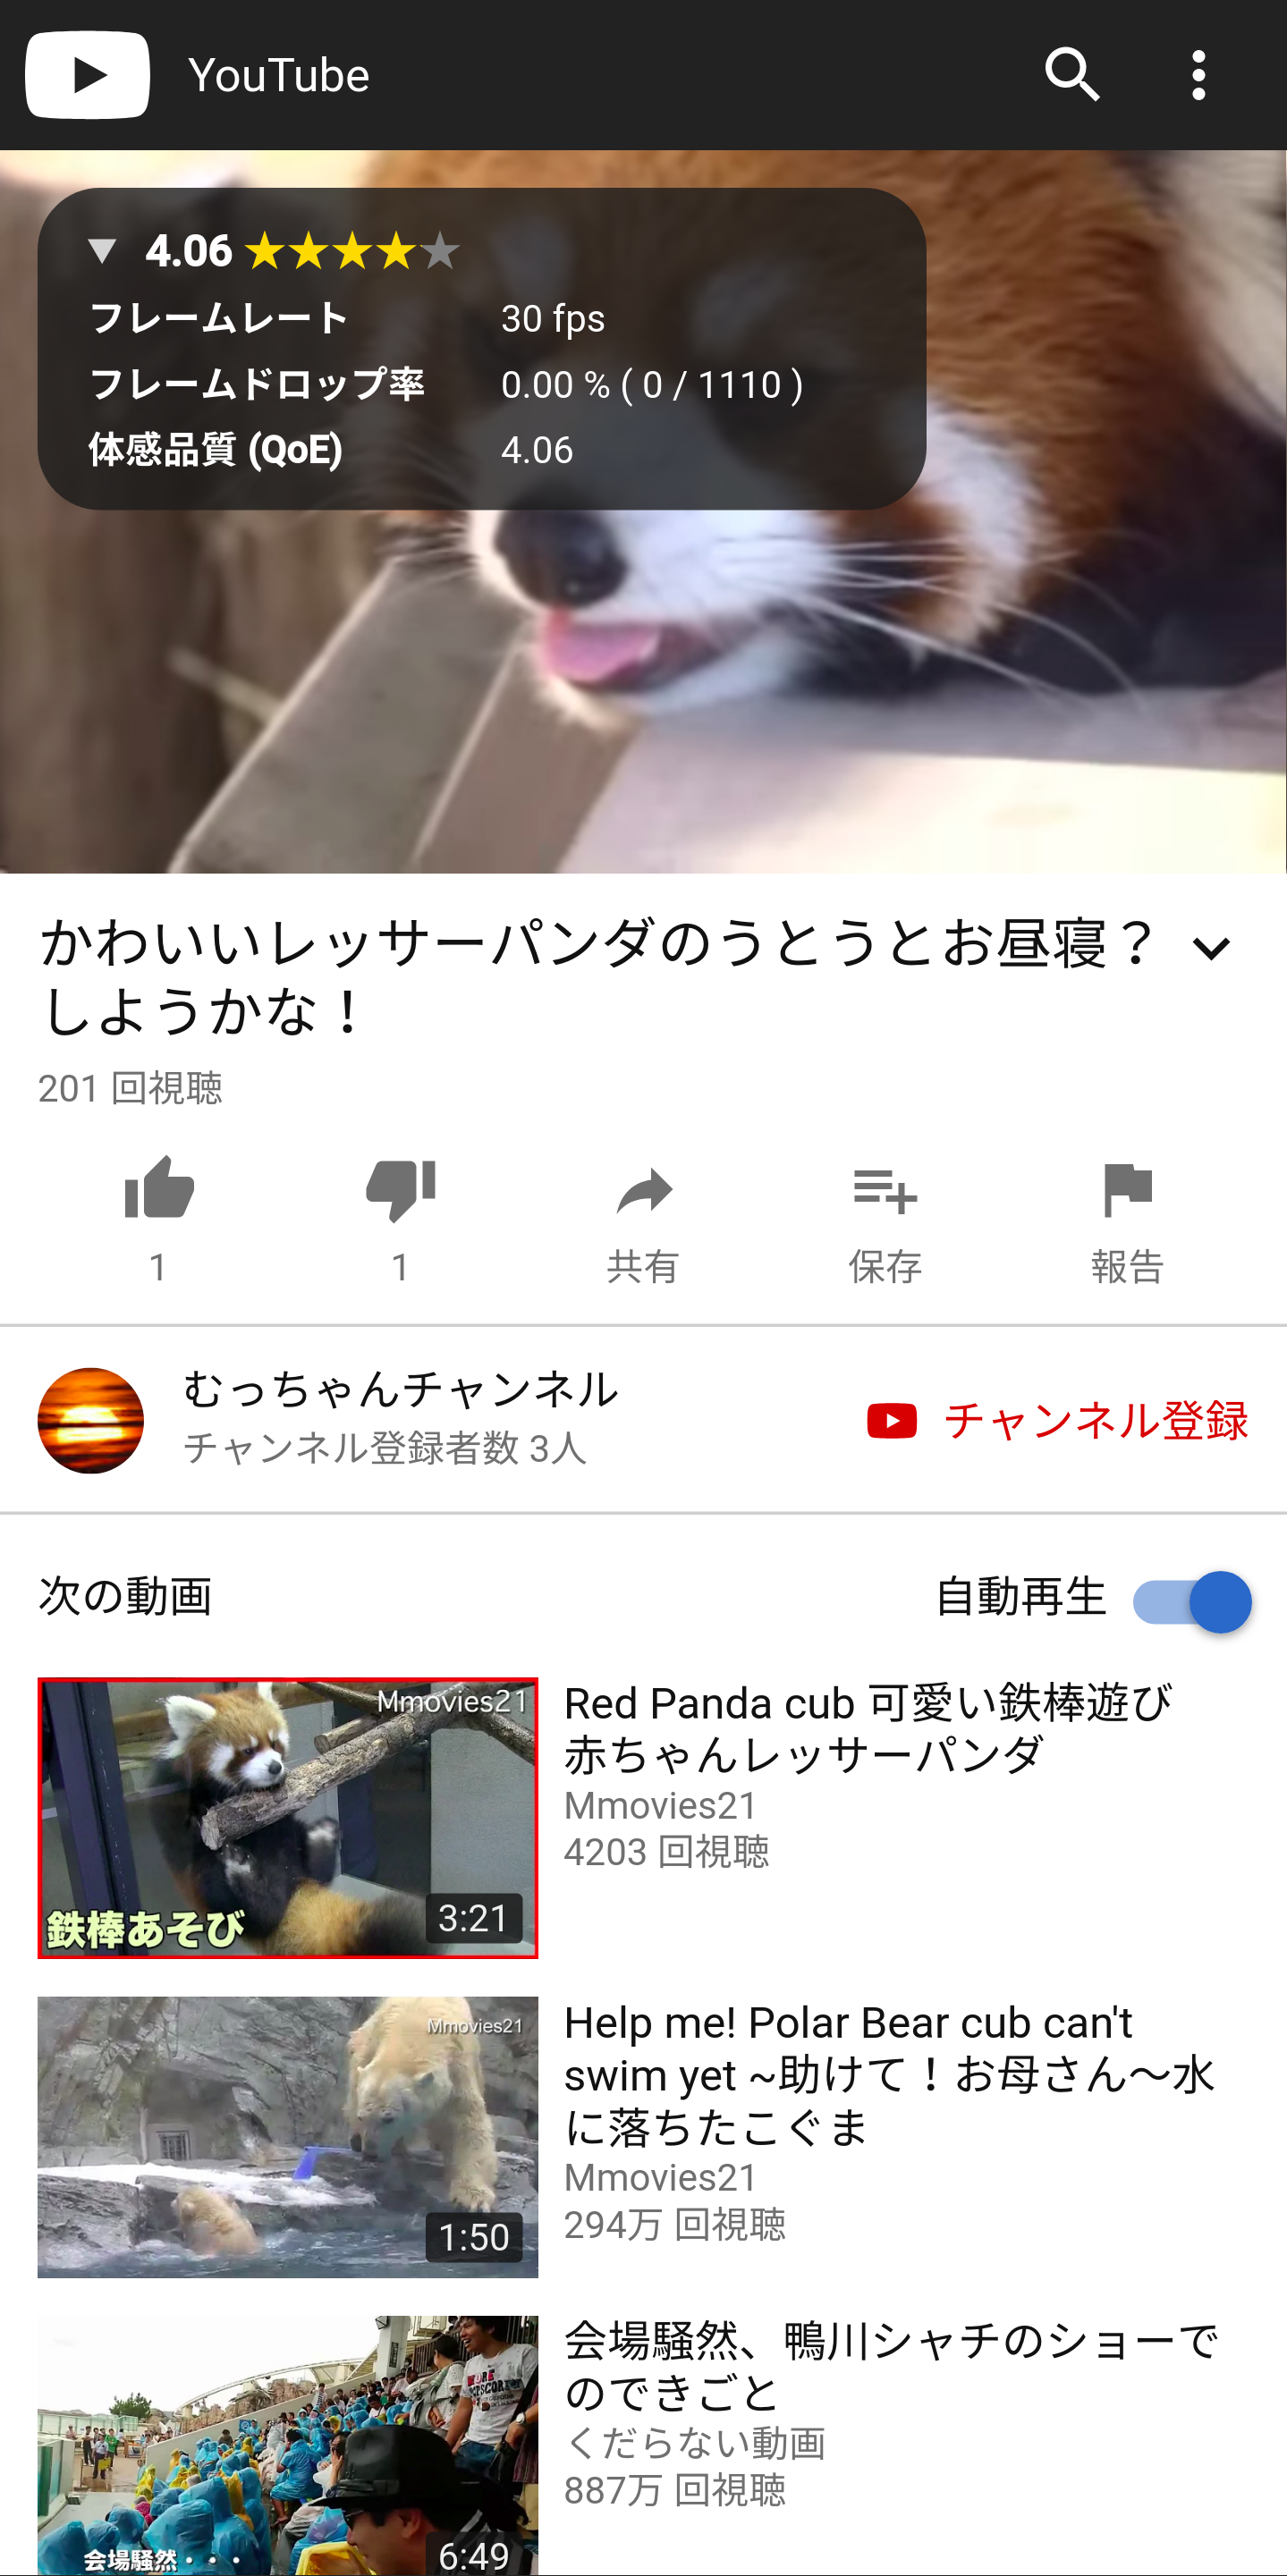 YouTube
▼ 4.06 ★★★★★
フレームレート 30 fps
フレームドロップ率 0.00 % ( 0 / 1110 )
体感品質 (QoE) 4.06
かわいいレッサーパンダのうとうとお昼寝？
しようかな！
201 回視聴
1 1 共有 保存 報告
むっちゃんチャンネル
チャンネル登録者数 3人
チャンネル登録
次の動画
自動再生
Mmovies21
鉄棒あそび
3:21
Red Panda cub 可愛い鉄棒遊び
赤ちゃんレッサーパンダ
Mmovies21
4203 回視聴
Mmovies21
1:50
Help me! Polar Bear cub can't
swim yet ~助けて！お母さん〜水
に落ちたこぐま
Mmovies21
294万 回視聴
会場騒然・・・
6:49
会場騒然、鴨川シャチのショーで
のできごと
くだらない動画
887万 回視聴